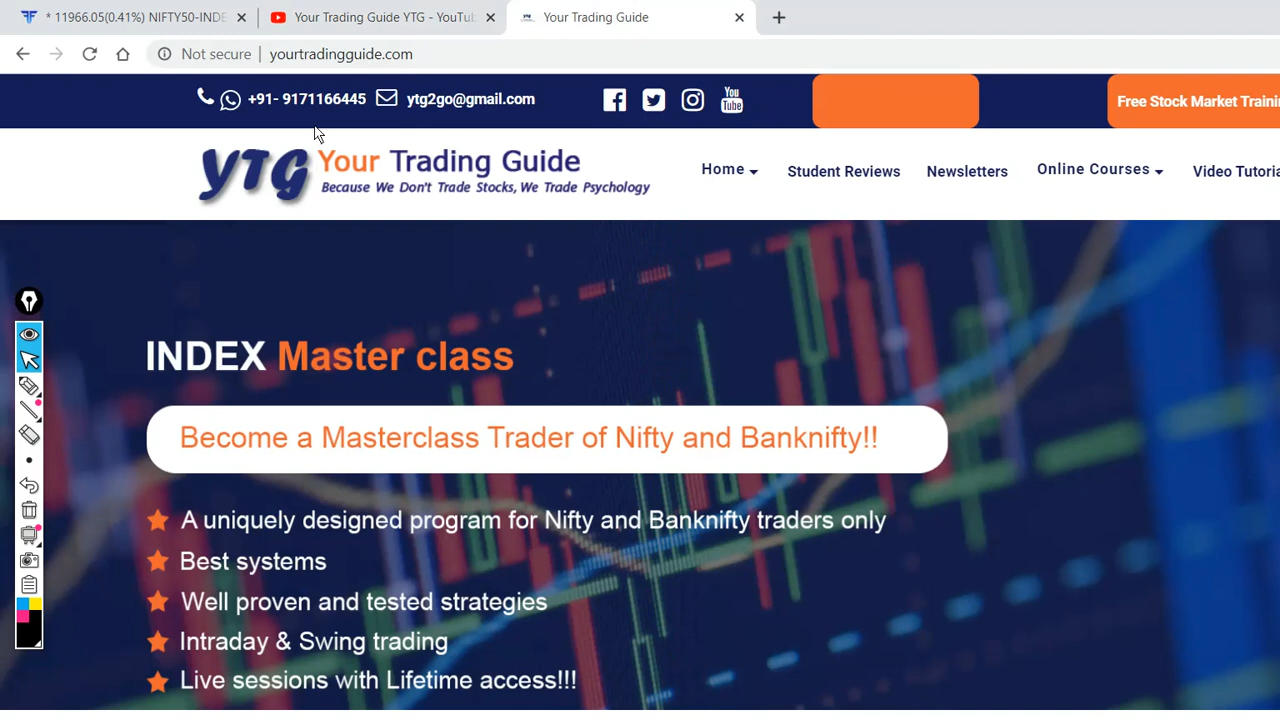 * 11966.05(0.41%) NIFTY50-INDE
Your Trading Guide YTG - YouTu
Your Trading Guide
Not secure
yourtradingguide.com
+91- 9171166445
ytg2go@gmail.com
You
Tube
Free Stock Market Traini
YTG
Your Trading Guide
Because We Don't Trade Stocks, We Trade Psychology
Home
Student Reviews
Newsletters
Online Courses
Video Tutoria
INDEX Master class
Become a Masterclass Trader of Nifty and Banknifty!!
A uniquely designed program for Nifty and Banknifty traders only
Best systems
Well proven and tested strategies
Intraday & Swing trading
Live sessions with Lifetime access!!!